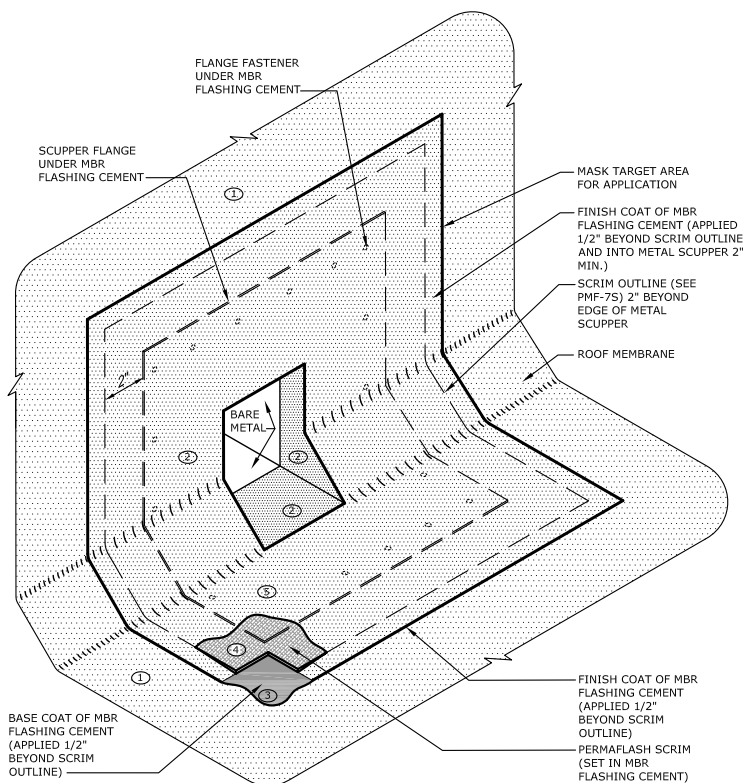 FLANGE FASTENER
UNDER MBR
FLASHING CEMENT
SCUPPER FLANGE
UNDER MBR
FLASHING CEMENT
1
MASK TARGET AREA
FOR APPLICATION
FINISH COAT OF MBR
FLASHING CEMENT (APPLIED
1/2" BEYOND SCRIM OUTLINE
AND INTO METAL SCUPPER 2"
MIN.)
SCRIM OUTLINE (SEE
PMF-7S) 2" BEYOND
EDGE OF METAL
SCUPPER
ROOF MEMBRANE
2"
BARE
METAL
2
2
2
5
4
3
1
BASE COAT OF MBR
FLASHING CEMENT
(APPLIED 1/2"
BEYOND SCRIM
OUTLINE)
FINISH COAT OF MBR
FLASHING CEMENT
(APPLIED 1/2"
BEYOND SCRIM
OUTLINE)
PERMAFLASH SCRIM
(SET IN MBR
FLASHING CEMENT)